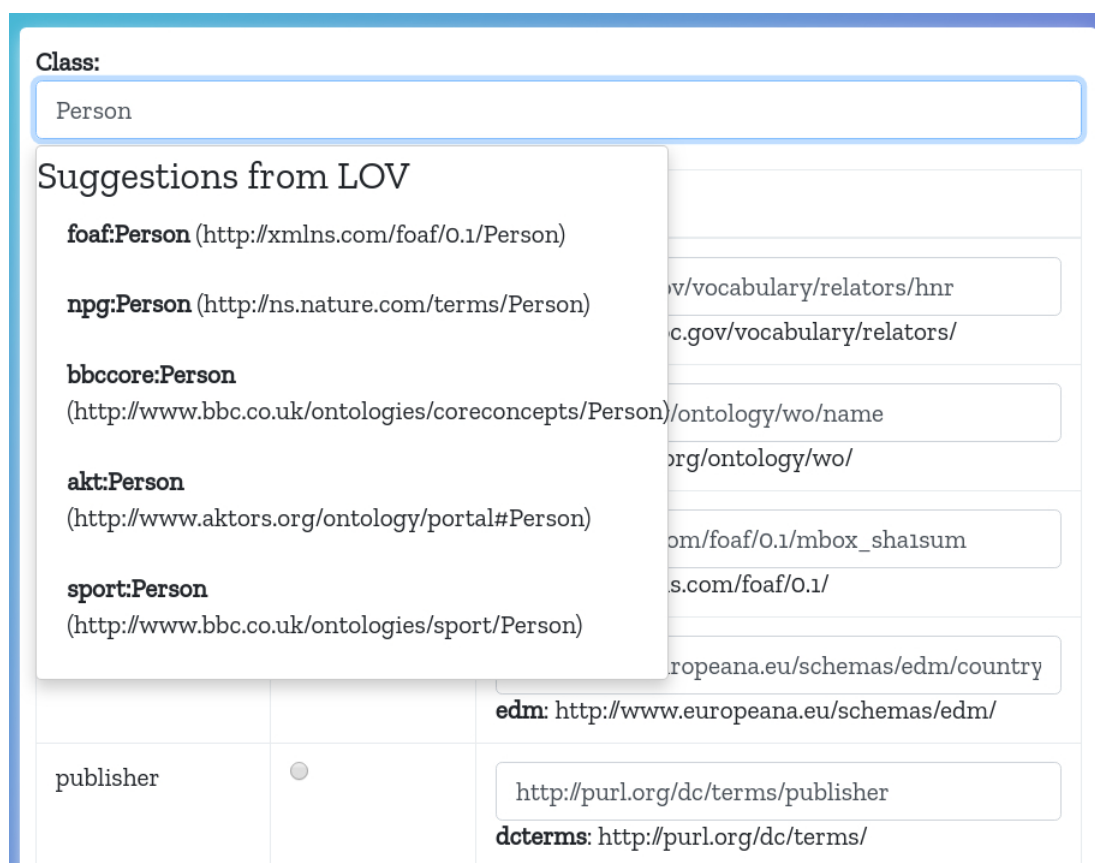 Class:
Person
Suggestions from LOV
foaf:Person (http://xmlns.com/foaf/0.1/Person)
npg:Person (http://ns.nature.com/terms/Person)
bbccore:Person
(http://www.bbc.co.uk/ontologies/coreconcepts/Person)
akt:Person
(http://www.aktors.org/ontology/portal#Person)
sport:Person
(http://www.bbc.co.uk/ontologies/sport/Person)
ov/vocabulary/relators/hnr
c.gov/vocabulary/relators/
/ontology/wo/name
org/ontology/wo/
om/foaf/0.1/mbox_sha1sum
s.com/foaf/0.1/
ropeana.eu/schemas/edm/country
edm: http://www.europeana.eu/schemas/edm/
publisher
http://purl.org/dc/terms/publisher
dcterms: http://purl.org/dc/terms/